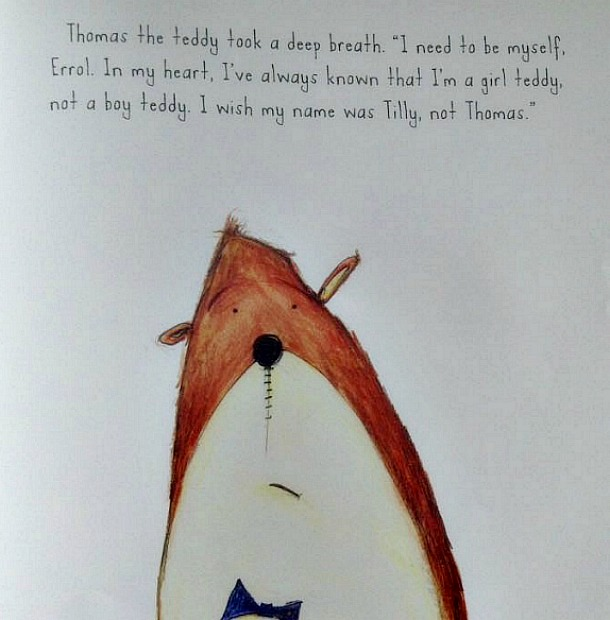 Thomas the teddy took a deep breath. "I need to be myself,
Errol. In my heart, I've always known that I'm a girl teddy,
not a boy teddy. I wish my name was Tilly, not Thomas."